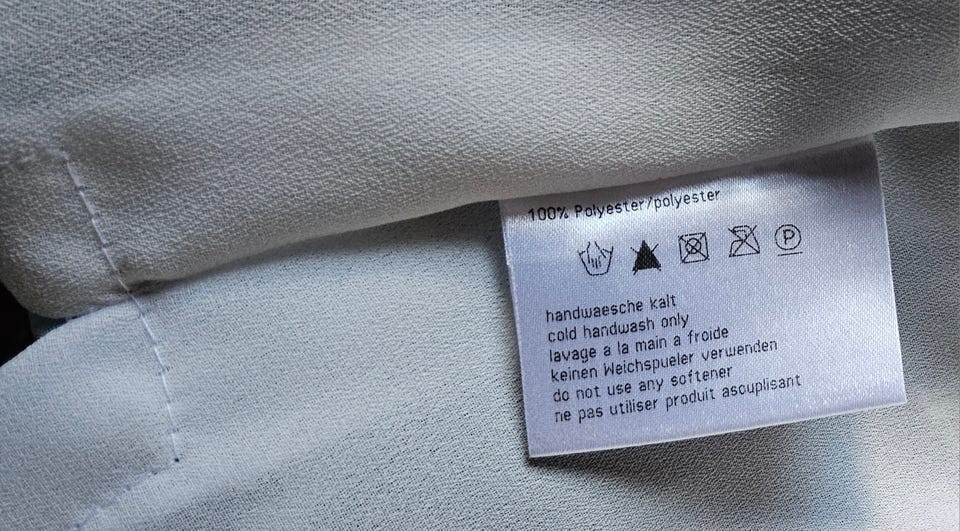 100% Polyester/polyester
P
handwaesche kalt
cold handwash only
lavage a la main a froide
keinen Weichspueler verwenden
do not use any softener
ne pas utiliser produit asouplisant